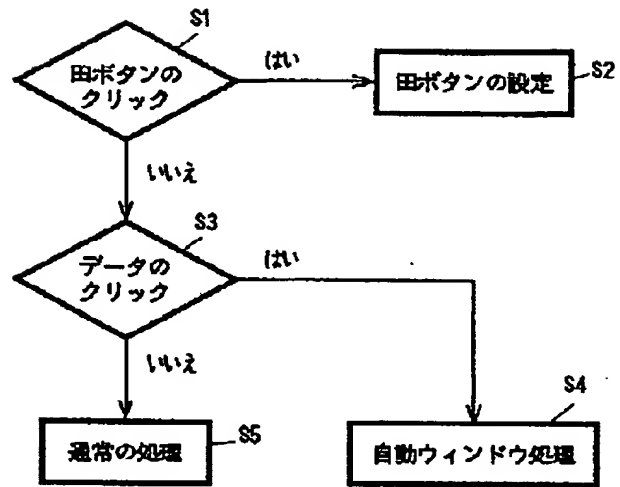 S1
田ボタンの
クリック
はい
田ボタンの設定
S2
いいえ
S3
データの
クリック
はい
いいえ
S4
通常の処理
S5
自動ウィンドウ処理